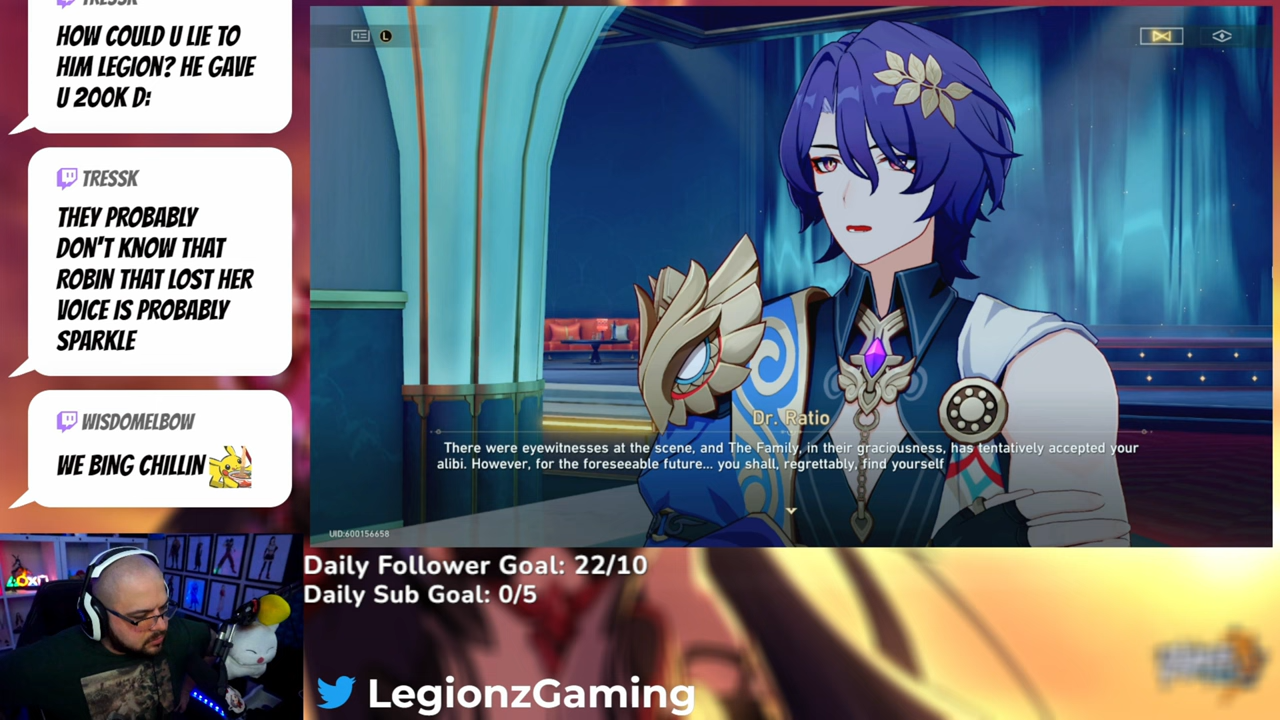 TRESSK
HOW COULD U LIE TO
HIM LEGION? HE GAVE
U 200K D:
TRESSK
THEY PROBABLY
DON'T KNOW THAT
ROBIN THAT LOST HER
VOICE IS PROBABLY
SPARKLE
WISDOMELBOW
WE BING CHILLIN
L
Dr. Ratio
There were eyewitnesses at the scene, and The Family, in their graciousness, has tentatively accepted your
alibi. However, for the foreseeable future... you shall, regrettably, find yourself
UID:600156658
Daily Follower Goal: 22/10
Daily Sub Goal: 0/5
LegionzGaming